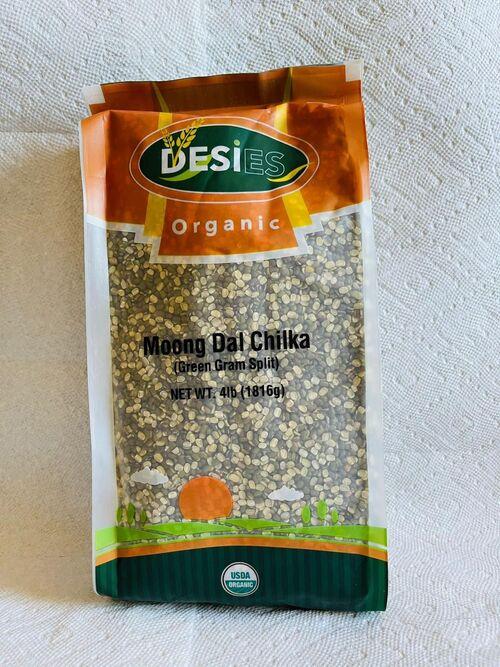 DESiES
Organic
Moong Dal Chilka
(Green Gram Split)
NET WT. 4lb (1816g)
USDA
ORGANIC